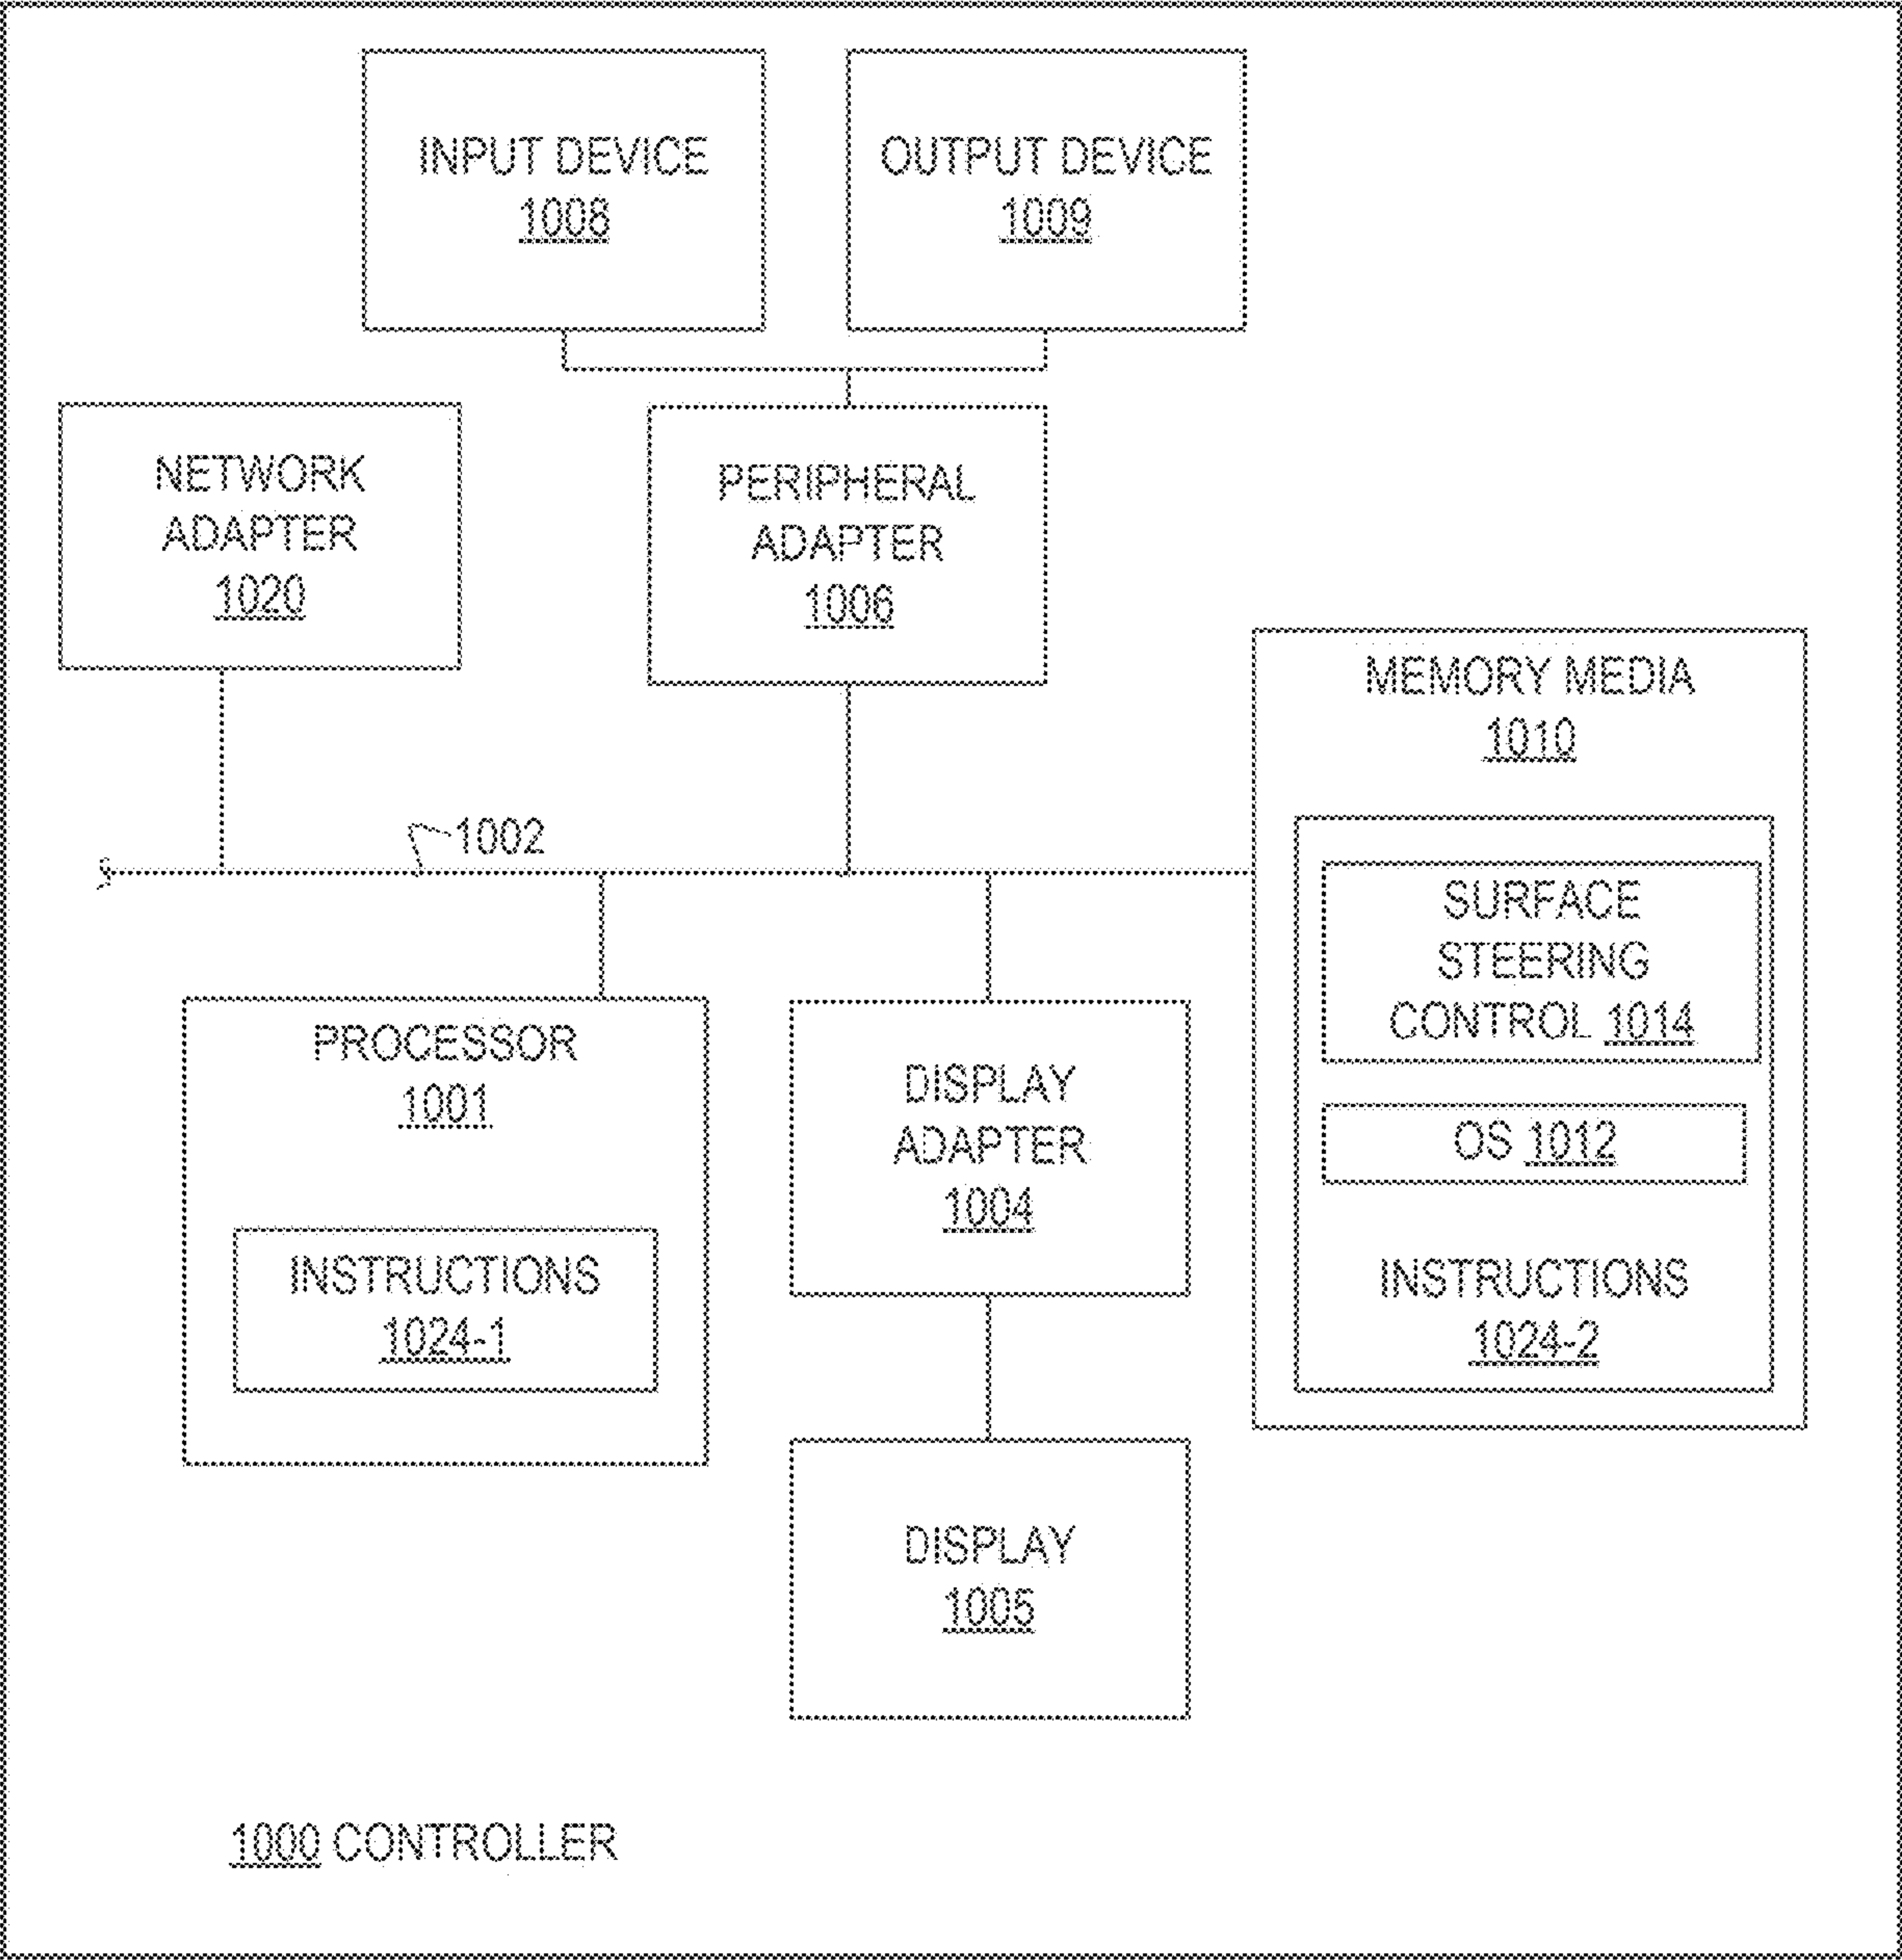 INPUT DEVICE
1008
OUTPUT DEVICE
1009
NETWORK
ADAPTER
1020
PERIPHERAL
ADAPTER
1006
MEMORY MEDIA
1010
1002
SURFACE
STEERING
CONTROL 1014
OS 1012
INSTRUCTIONS
1024-2
PROCESSOR
1001
INSTRUCTIONS
1024-1
DISPLAY
ADAPTER
1004
DISPLAY
1005
1000 CONTROLLER